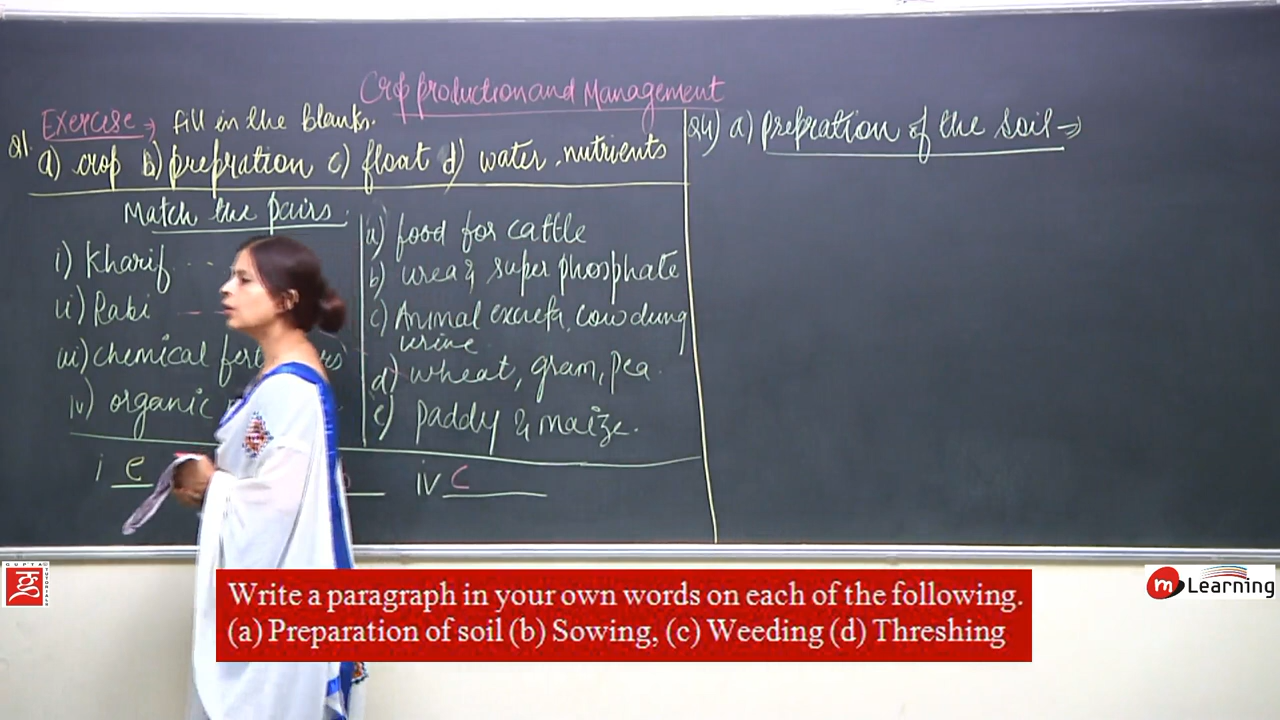 Crop production and Management
Exercise → fill in the blanks.
Q1. a) crop b) prepration c) float d) water, nutrients
Match the pairs.
i) Kharif
ii) Rabi
iii) chemical
iv) organic
a) food for cattle
b) urea & super phosphate
c) Animal excreta, cow dung
urine.
d) wheat, gram, pea.
e) paddy & maize.
i e
iv c
Q4) a) prepration of the soil ⇒
GUPTA TUTORIALS
m Learning
Write a paragraph in your own words on each of the following.
(a) Preparation of soil (b) Sowing, (c) Weeding (d) Threshing